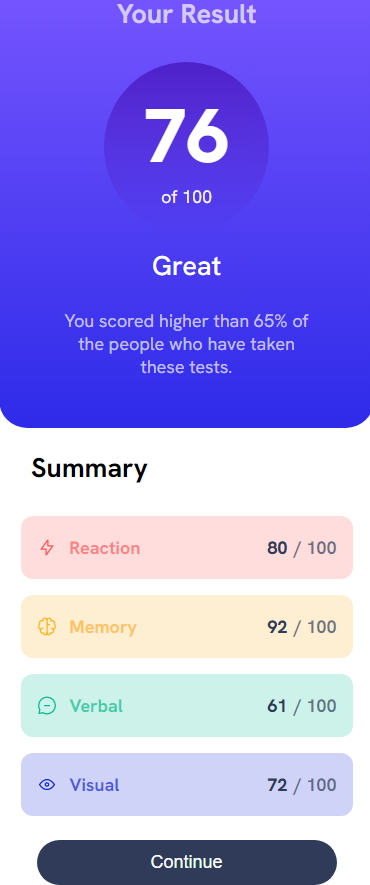 Your Result
76
of 100
Great
You scored higher than 65% of
the people who have taken
these tests.
Summary
Reaction 80 / 100
Memory 92 / 100
Verbal 61 / 100
Visual 72 / 100
Continue